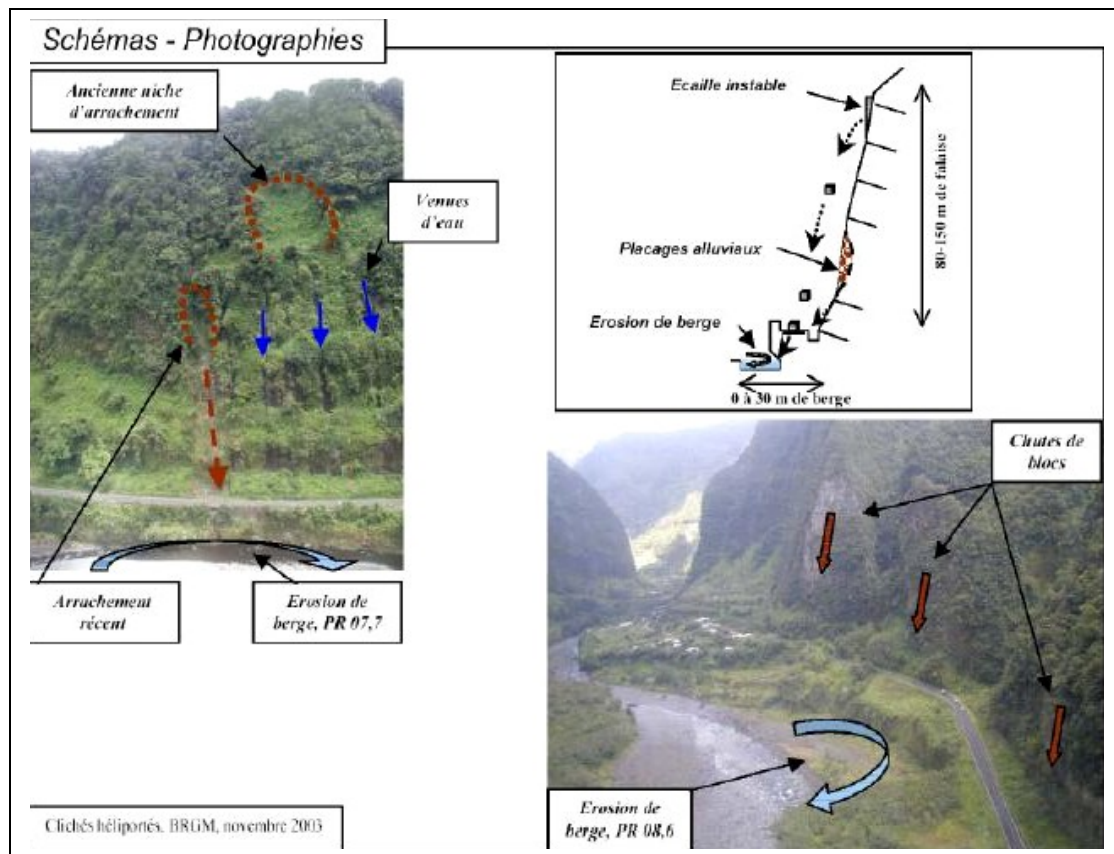 Schémas - Photographies
Ancienne niche
d'arrachement
Venues
d'eau
Arrachement
récent
Erosion de
berge, PR 07,7
Ecaille instable
Placages alluviaux
Erosion de berge
80-150 m de falaise
0 à 30 m de berge
Chutes de
blocs
Erosion de
berge, PR 08,6
Clichés héliportés, BRGM, novembre 2003